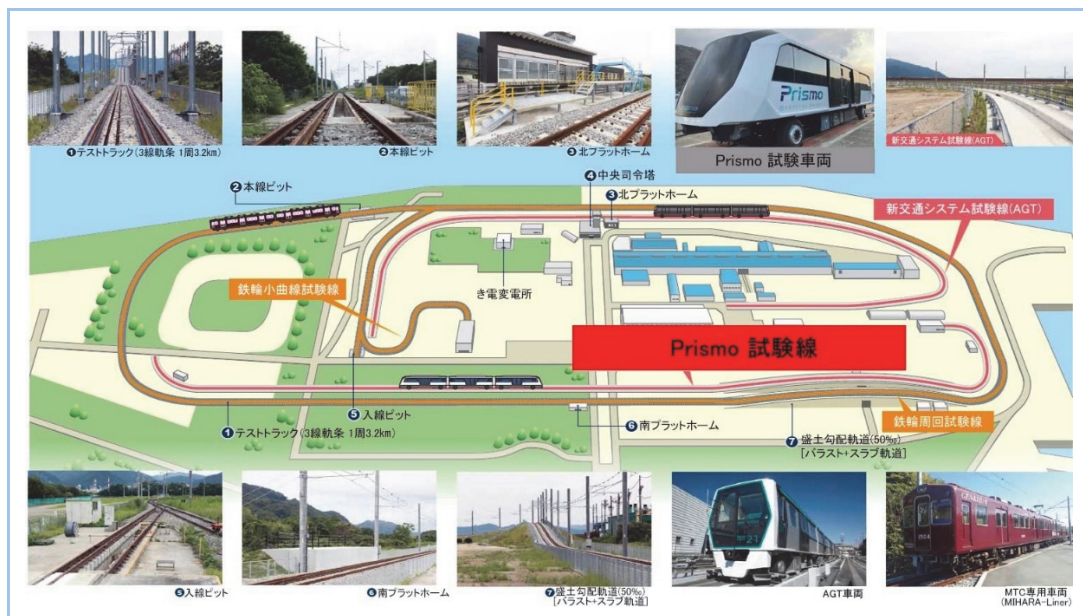 Prismo
❶テストトラック(3線軌条 1周3.2km)
❷本線ピット
❸北プラットホーム
Prismo 試験車両
新交通システム試験線(AGT)
❹中央司令塔
❷本線ピット
❸北プラットホーム
新交通システム試験線(AGT)
鉄輪小曲線試験線
き電変電所
Prismo 試験線
❺入線ピット
❻南プラットホーム
鉄輪周回試験線
❶テストトラック(3線軌条 1周3.2km)
❼盛土勾配軌道(50‰)
[バラスト+スラブ軌道]
❺入線ピット
❻南プラットホーム
❼盛土勾配軌道(50‰)
[バラスト+スラブ軌道]
AGT車両
MTC専用車両
(MIHARA-Liner)